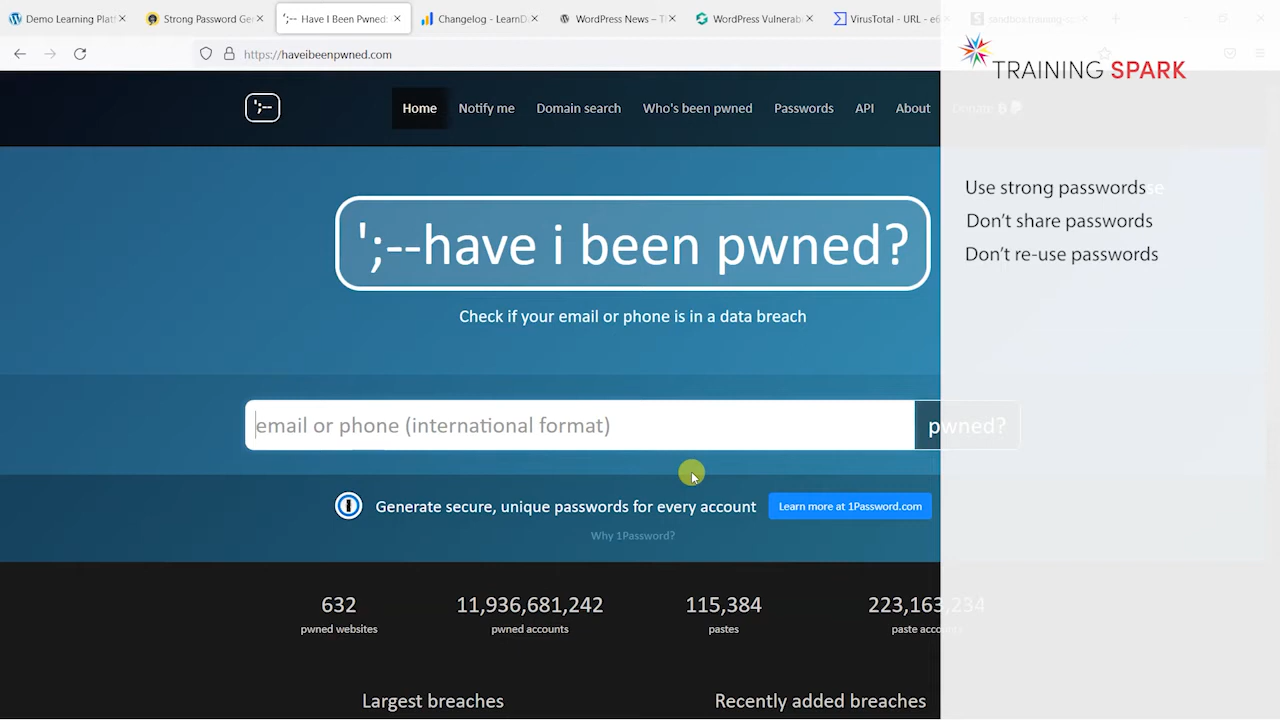 Demo Learning Platf
Strong Password Ge
';-- Have I Been Pwned:
Changelog - LearnD
WordPress News – T
WordPress Vulnerab
VirusTotal - URL - e6
sandbox.training-s
https://haveibeenpwned.com
TRAINING SPARK
';--
Home
Notify me
Domain search
Who's been pwned
Passwords
API
About
Donate
Use strong passwords
Don't share passwords
Don't re-use passwords
';--have i been pwned?
Check if your email or phone is in a data breach
email or phone (international format)
pwned?
Generate secure, unique passwords for every account
Learn more at 1Password.com
Why 1Password?
632
pwned websites
11,936,681,242
pwned accounts
115,384
pastes
223,163,234
paste accounts
Largest breaches
Recently added breaches